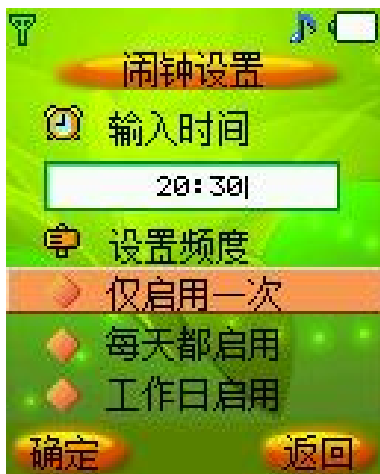 闹钟设置
输入时间
20:30
设置频度
仅启用一次
每天都启用
工作日启用
确定
返回